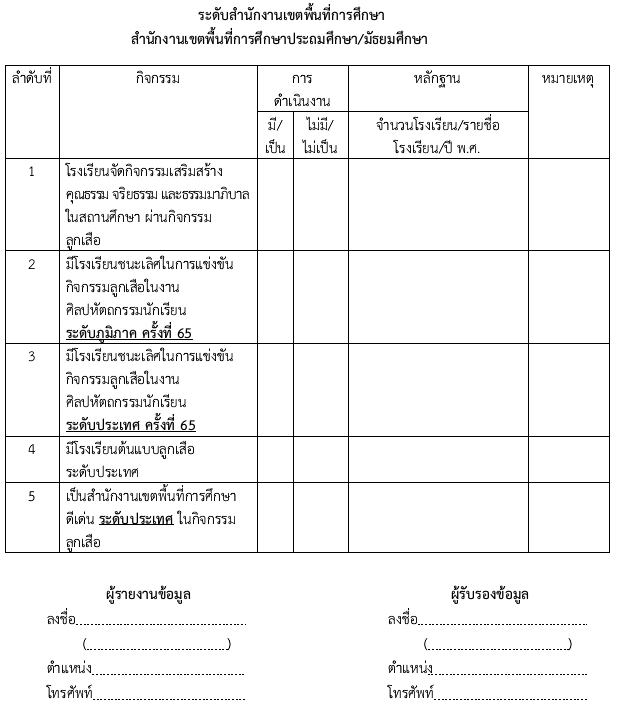 ระดับสำนักงานเขตพื้นที่การศึกษา
สำนักงานเขตพื้นที่การศึกษาประถมศึกษา/มัธยมศึกษา
ลำดับที่ กิจกรรม การ หลักฐาน หมายเหตุ
ดำเนินงาน
มี/ ไม่มี/ จำนวนโรงเรียน/รายชื่อ
เป็น ไม่เป็น โรงเรียน/ปี พ.ศ.
1 โรงเรียนจัดกิจกรรมเสริมสร้าง
คุณธรรม จริยธรรม และธรรมมาภิบาล
ในสถานศึกษา ผ่านกิจกรรม
ลูกเสือ
2 มีโรงเรียนชนะเลิศในการแข่งขัน
กิจกรรมลูกเสือในงาน
ศิลปหัตถกรรมนักเรียน
ระดับภูมิภาค ครั้งที่ 65
3 มีโรงเรียนชนะเลิศในการแข่งขัน
กิจกรรมลูกเสือในงาน
ศิลปหัตถกรรมนักเรียน
ระดับประเทศ ครั้งที่ 65
4 มีโรงเรียนต้นแบบลูกเสือ
ระดับประเทศ
5 เป็นสำนักงานเขตพื้นที่การศึกษา
ดีเด่น ระดับประเทศ ในกิจกรรม
ลูกเสือ
ผู้รายงานข้อมูล ผู้รับรองข้อมูล
ลงชื่อ........................................... ลงชื่อ...........................................
(....................................) (....................................)
ตำแหน่ง....................................... ตำแหน่ง.......................................
โทรศัพท์....................................... โทรศัพท์.......................................